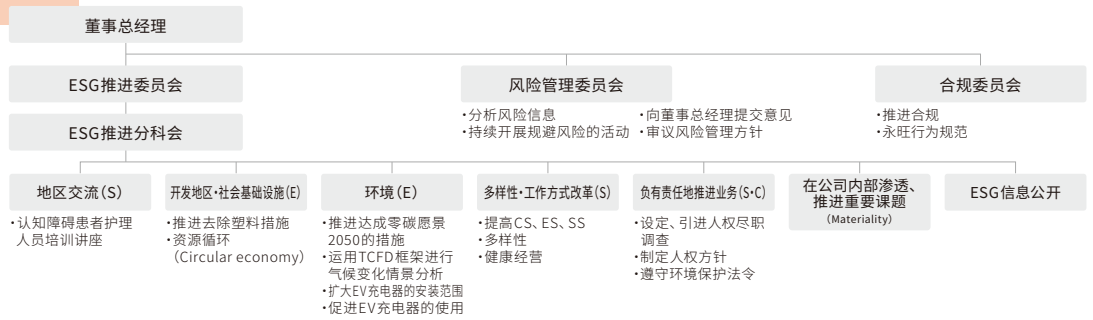 董事总经理
ESG推进委员会
风险管理委员会
合规委员会
·分析风险信息
·持续开展规避风险的活动
·向董事总经理提交意见
·审议风险管理方针
·推进合规
·永旺行为规范
ESG推进分科会
地区交流(S)
·认知障碍患者护理
人员培训讲座
开发地区·社会基础设施(E)
·推进去除塑料措施
·资源循环
(Circular economy)
环境(E)
·推进达成零碳愿景
2050的措施
·运用TCFD框架进行
气候变化情景分析
·扩大EV充电器的安装范围
·促进EV充电器的使用
多样性·工作方式改革(S)
·提高CS、ES、SS
·多样性
·健康经营
负有责任地推进业务(S·C)
·设定、引进人权尽职
调查
·制定人权方针
·遵守环境保护法令
在公司内部渗透、
推进重要课题
(Materiality)
ESG信息公开